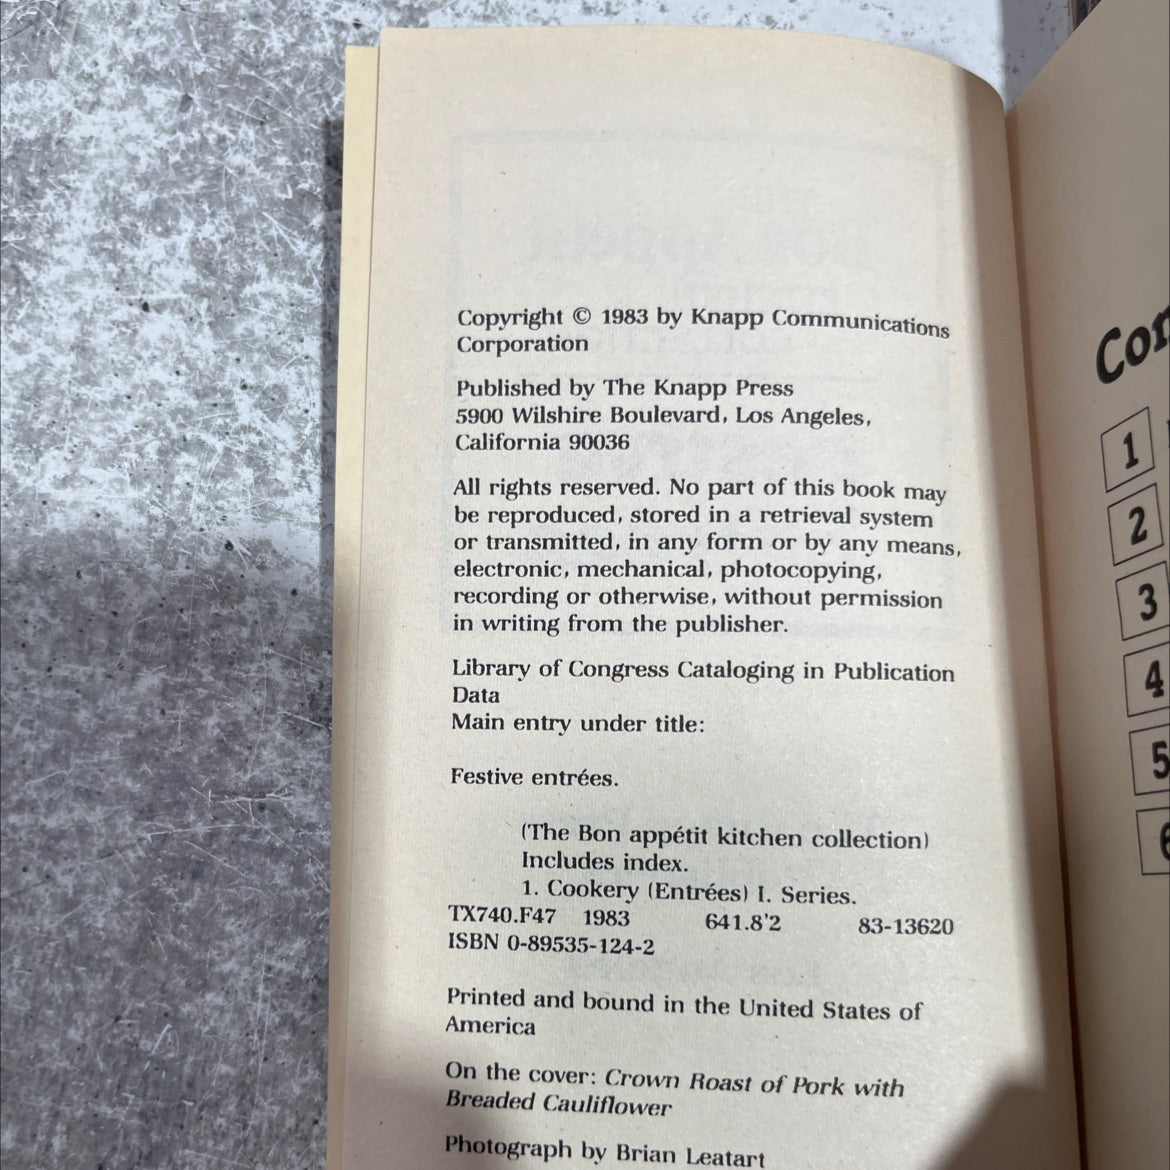 Copyright © 1983 by Knapp Communications
Corporation
Published by The Knapp Press
5900 Wilshire Boulevard, Los Angeles,
California 90036
All rights reserved. No part of this book may
be reproduced, stored in a retrieval system
or transmitted, in any form or by any means,
electronic, mechanical, photocopying,
recording or otherwise, without permission
in writing from the publisher.
Library of Congress Cataloging in Publication
Data
Main entry under title:
Festive entrées.
(The Bon appétit kitchen collection)
Includes index.
1. Cookery (Entrées) I. Series.
TX740.F47 1983 641.8'2 83-13620
ISBN 0-89535-124-2
Printed and bound in the United States of
America
On the cover: Crown Roast of Pork with
Breaded Cauliflower
Photograph by Brian Leatart
1
2
3
4
5
6